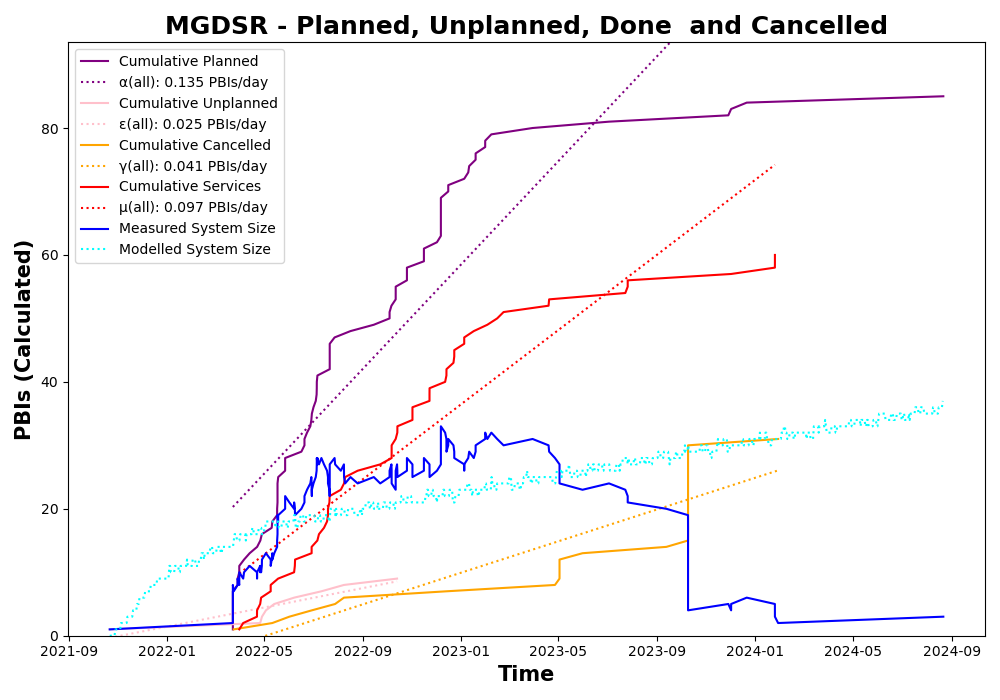 MGDSR - Planned, Unplanned, Done  and Cancelled
Cumulative Planned
α(all): 0.135 PBIs/day
Cumulative Unplanned
ε(all): 0.025 PBIs/day
Cumulative Cancelled
γ(all): 0.041 PBIs/day
Cumulative Services
μ(all): 0.097 PBIs/day
Measured System Size
Modelled System Size
PBIs (Calculated)
80
60
40
20
0
2021-09 2022-01 2022-05 2022-09 2023-01 2023-05 2023-09 2024-01 2024-05 2024-09
Time